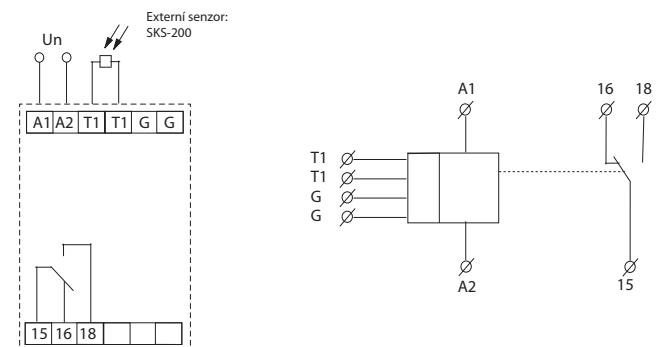 Externí senzor:
SKS-200
Un
A1 A2 T1 T1 G G
15 16 18
A1
16 18
T1
T1
G
G
A2
15